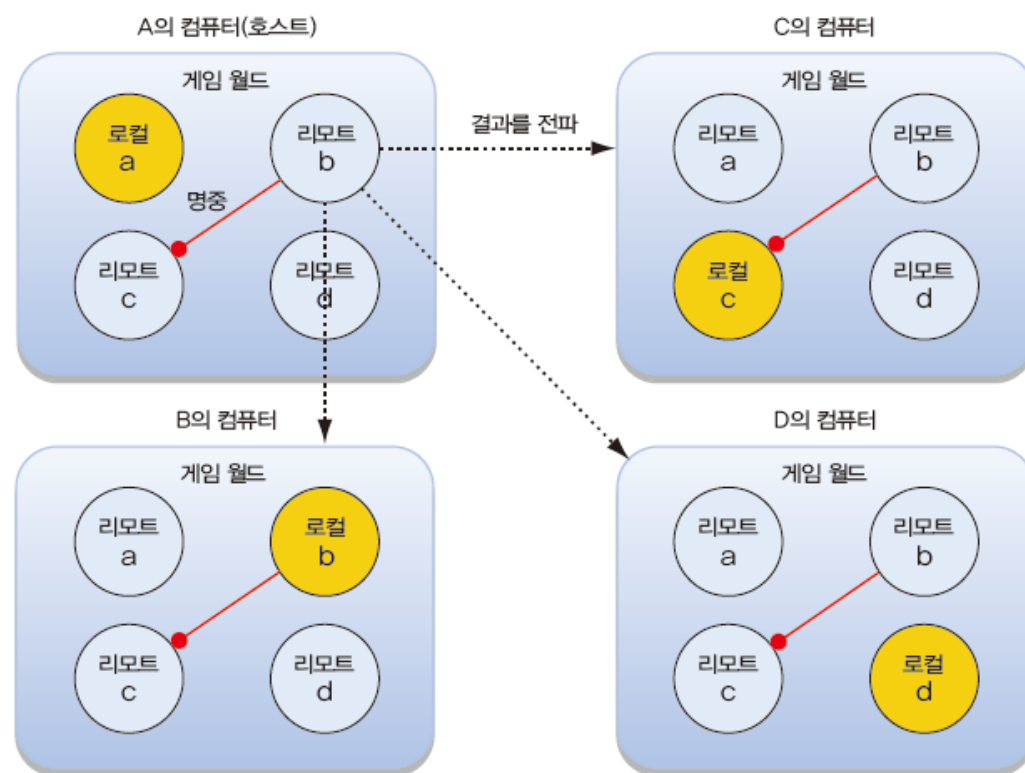 A의 컴퓨터(호스트)
게임 월드
로컬
a
리모트
b
명중
리모트
c
리모트
d
결과를 전파
C의 컴퓨터
게임 월드
리모트
a
리모트
b
로컬
c
리모트
d
B의 컴퓨터
게임 월드
리모트
a
로컬
b
리모트
c
리모트
d
D의 컴퓨터
게임 월드
리모트
a
리모트
b
리모트
c
로컬
d